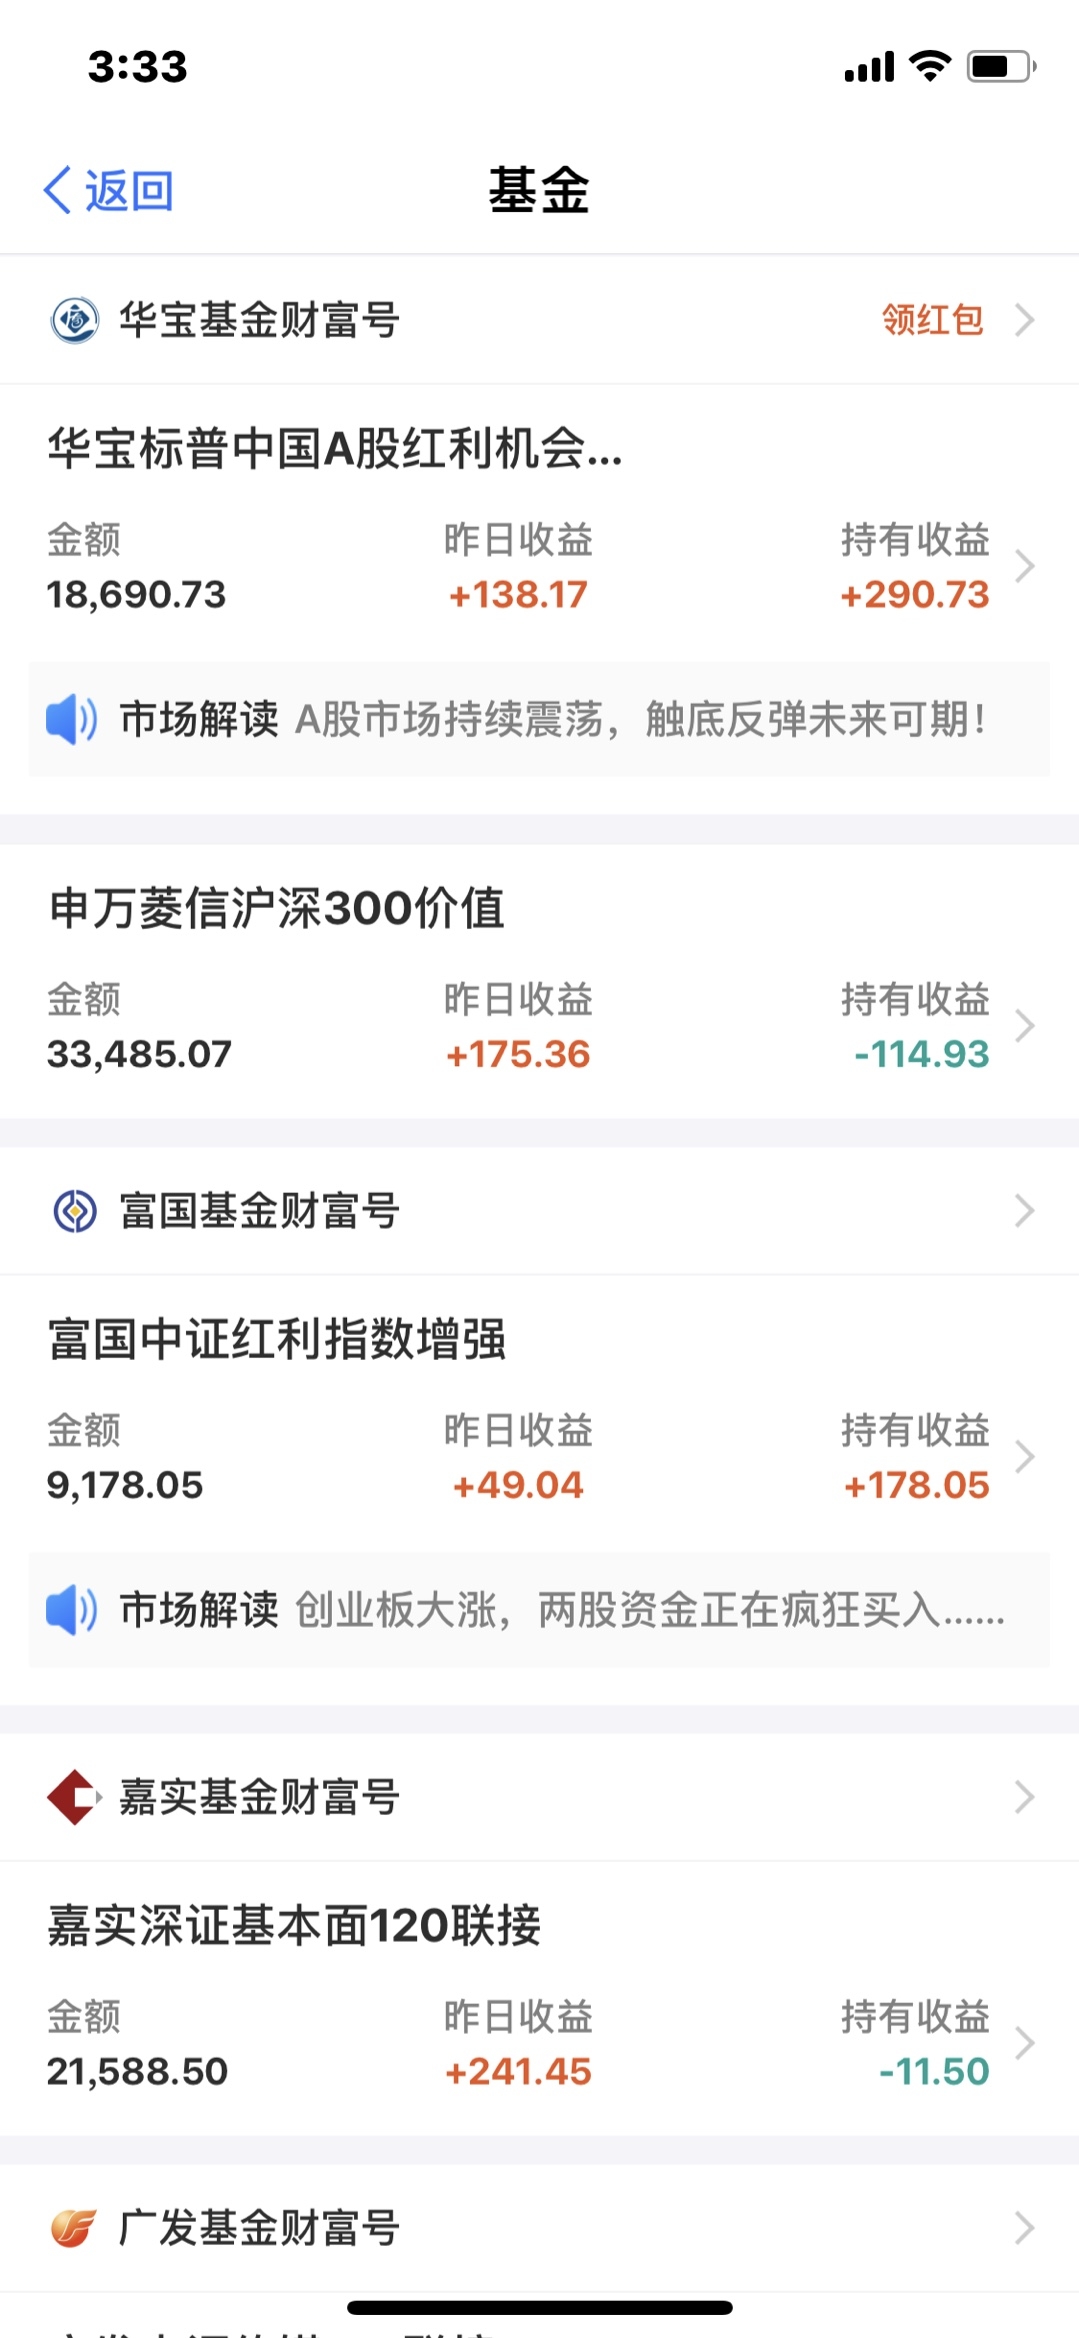 3:33
返回
基金
华宝基金财富号 领红包
华宝标普中国A股红利机会...
金额 昨日收益 持有收益
18,690.73 +138.17 +290.73
市场解读 A股市场持续震荡，触底反弹未来可期！
申万菱信沪深300价值
金额 昨日收益 持有收益
33,485.07 +175.36 -114.93
富国基金财富号
富国中证红利指数增强
金额 昨日收益 持有收益
9,178.05 +49.04 +178.05
市场解读 创业板大涨，两股资金正在疯狂买入......
嘉实基金财富号
嘉实深证基本面120联接
金额 昨日收益 持有收益
21,588.50 +241.45 -11.50
广发基金财富号